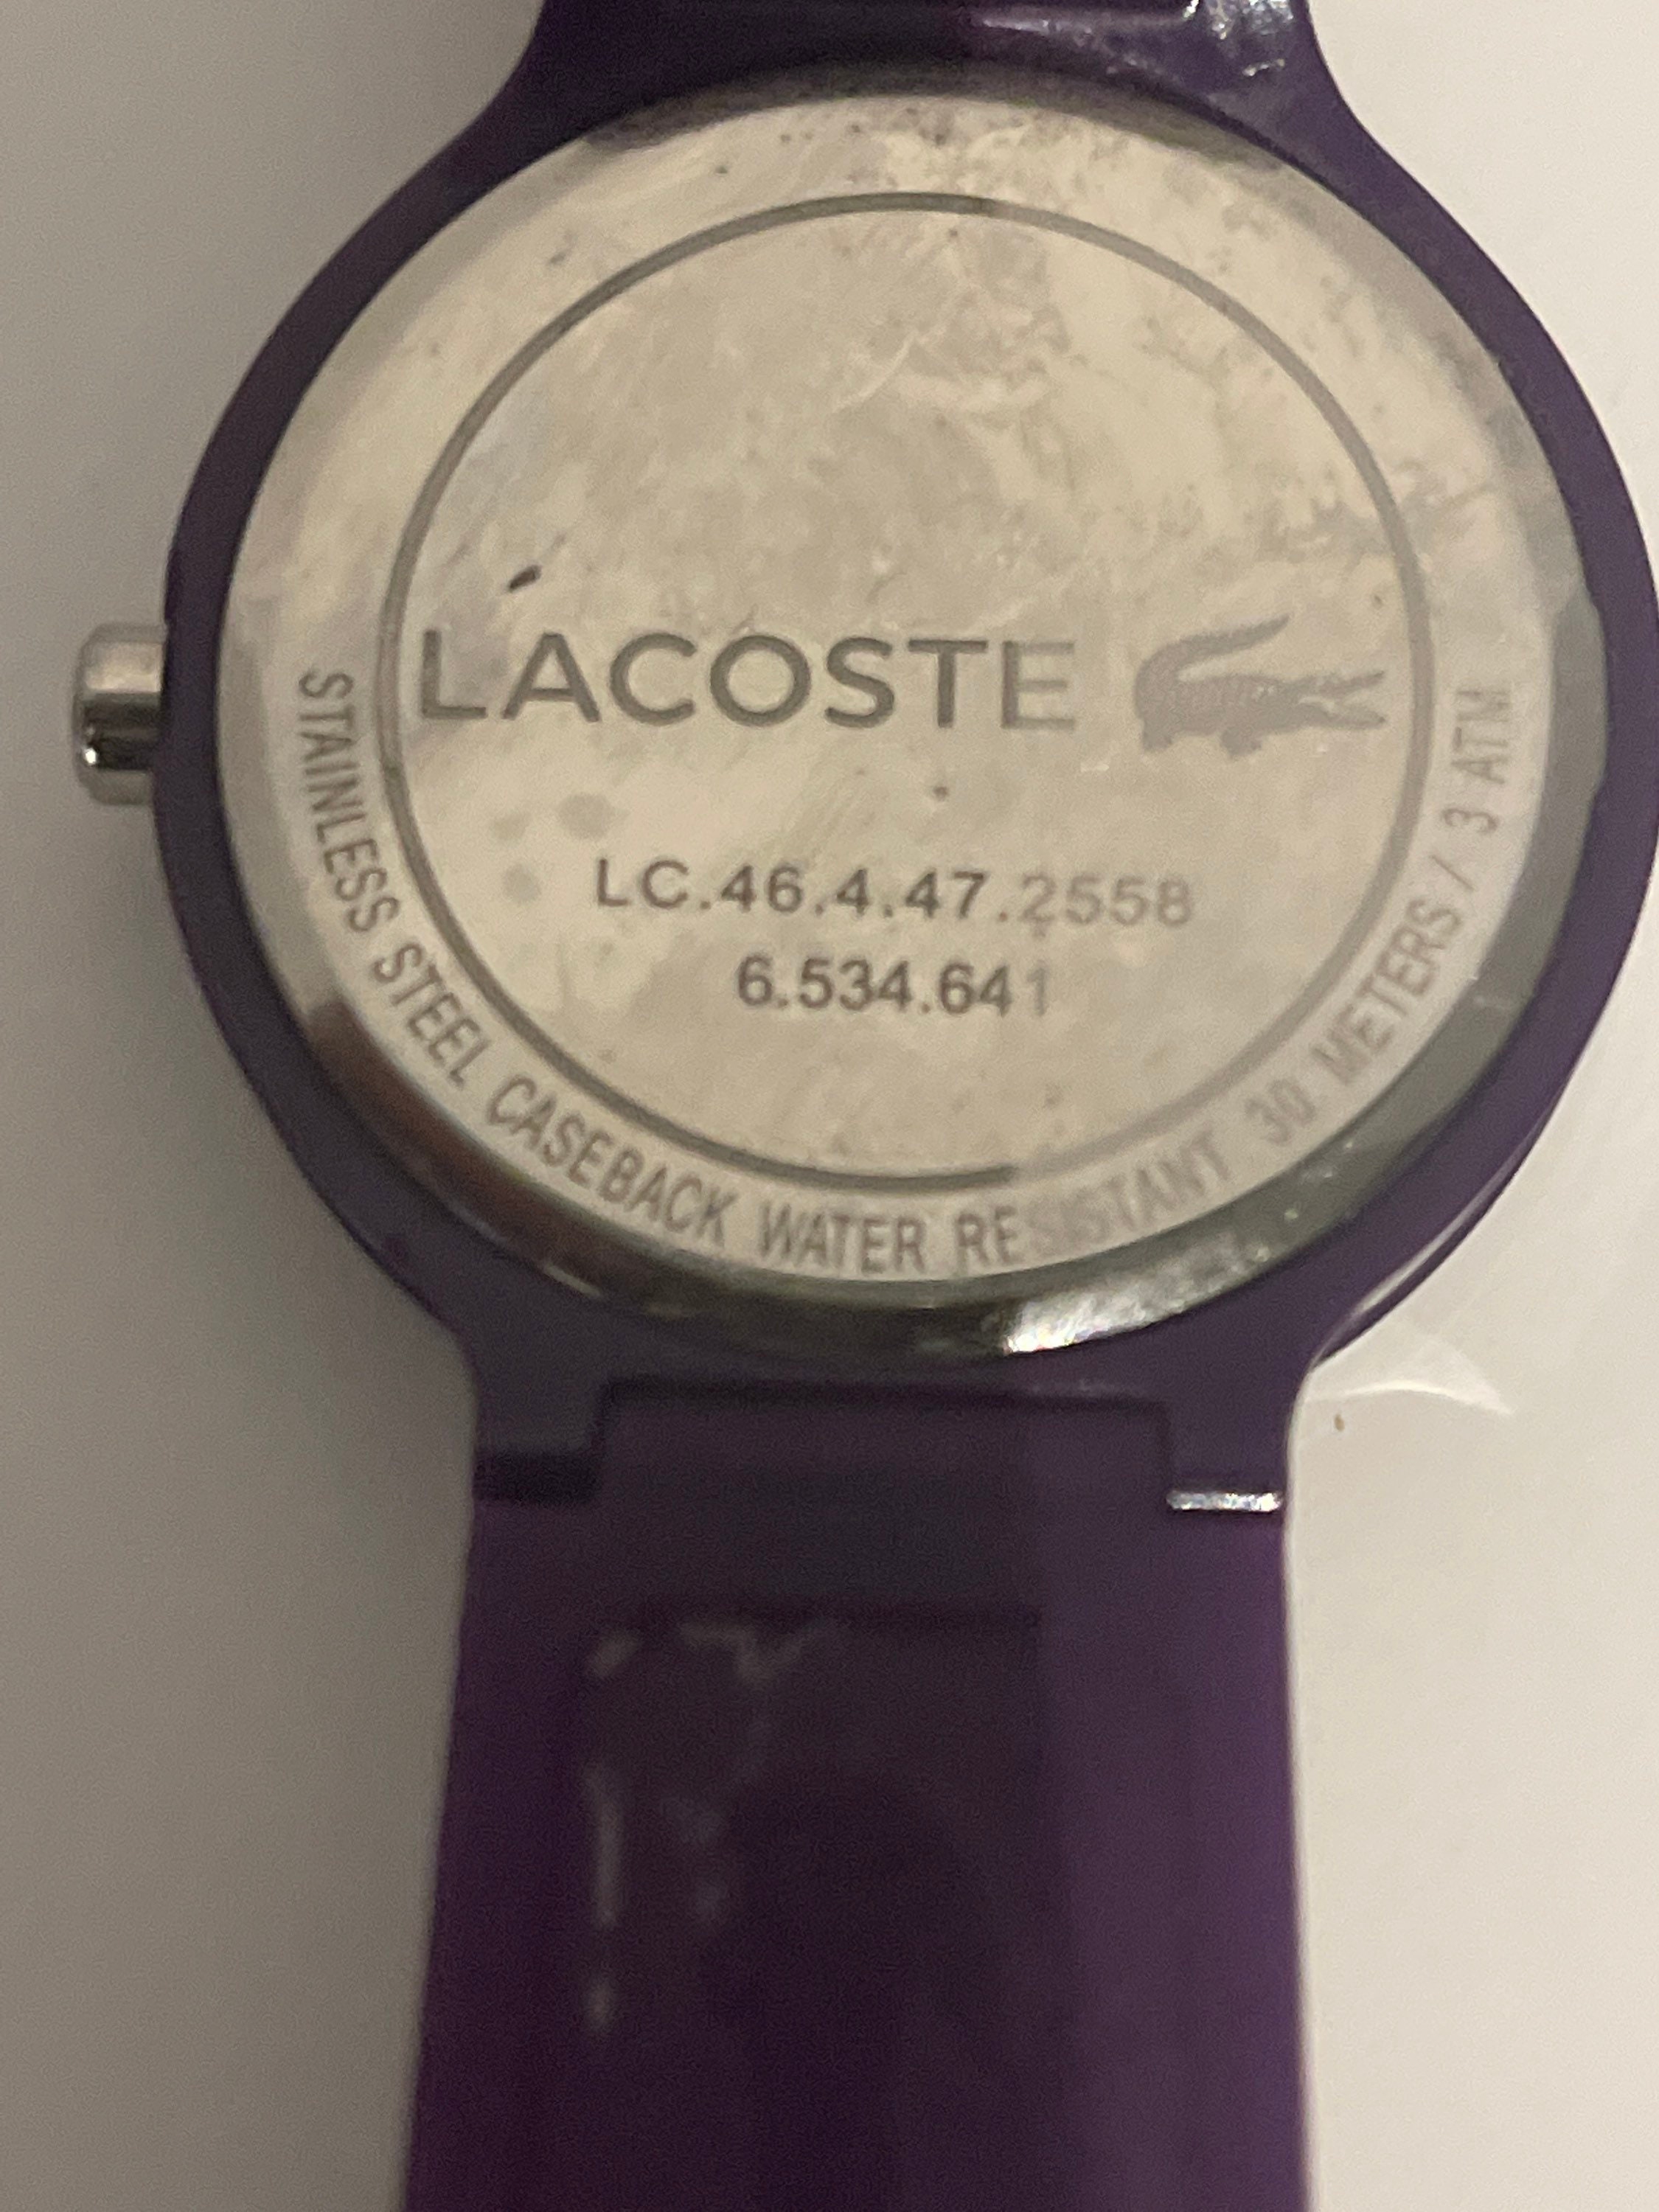 LACOSTE
LC.46.4.47.2558
6.534.641
STAINLESS STEEL CASEBACK WATER RESISTANT 30 METERS / 3 ATM